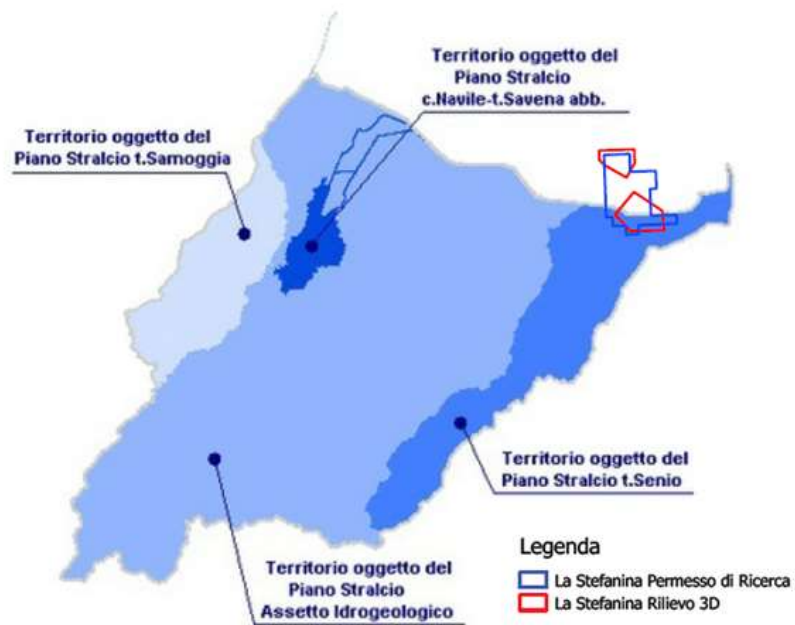 Territorio oggetto del
Piano Stralcio
c.Navile-t.Savena abb.
Territorio oggetto del
Piano Stralcio t.Samoggia
Territorio oggetto del
Piano Stralcio t.Senio
Territorio oggetto del
Piano Stralcio
Assetto Idrogeologico
Legenda
La Stefanina Permesso di Ricerca
La Stefanina Rilievo 3D